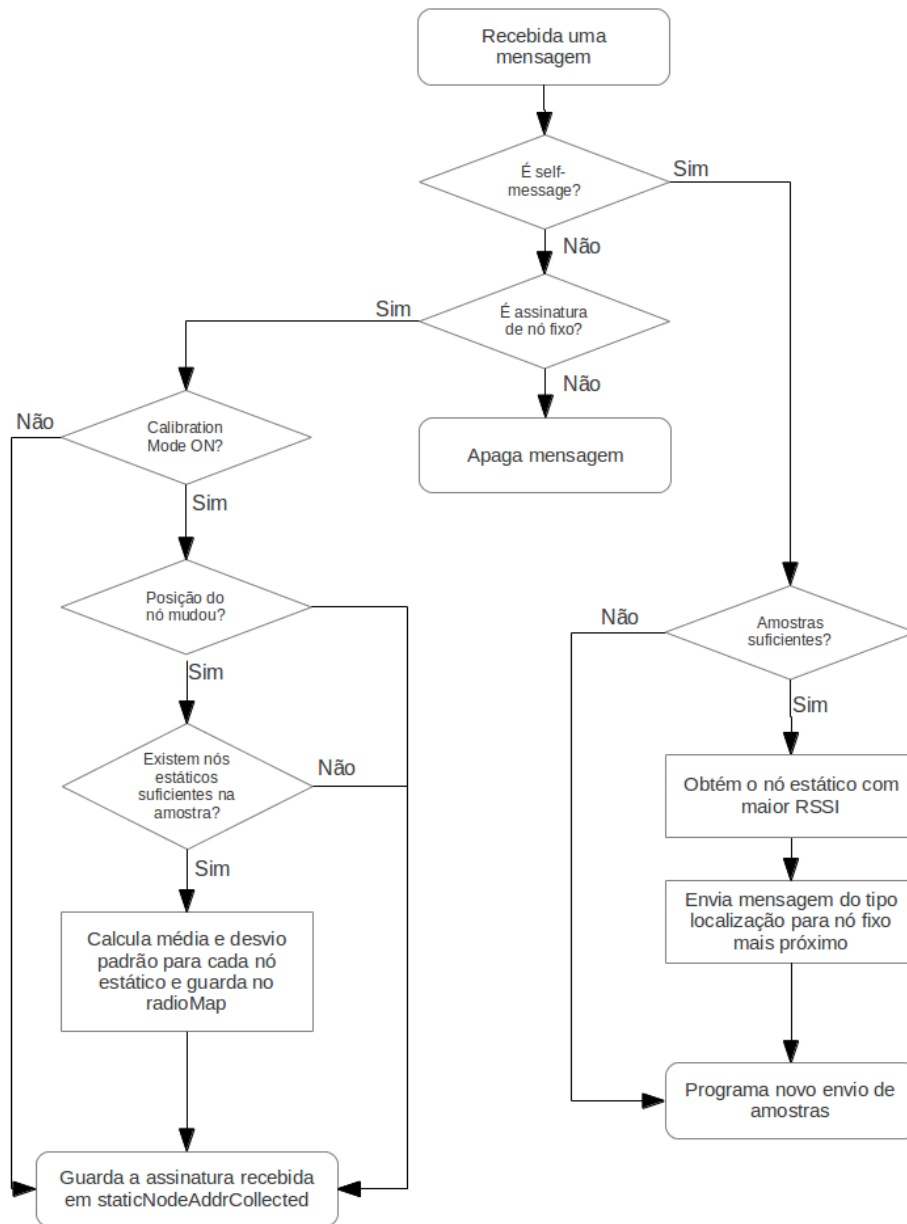 Recebida uma
mensagem
É self-
message?
Sim
Não
É assinatura
de nó fixo?
Sim
Não
Apaga mensagem
Calibration
Mode ON?
Não
Sim
Posição do
nó mudou?
Sim
Existem nós
estáticos
suficientes na
amostra?
Não
Sim
Calcula média e desvio
padrão para cada nó
estático e guarda no
radioMap
Guarda a assinatura recebida
em staticNodeAddrCollected
Amostras
suficientes?
Não
Sim
Obtém o nó estático com
maior RSSI
Envia mensagem do tipo
localização para nó fixo
mais próximo
Programa novo envio de
amostras